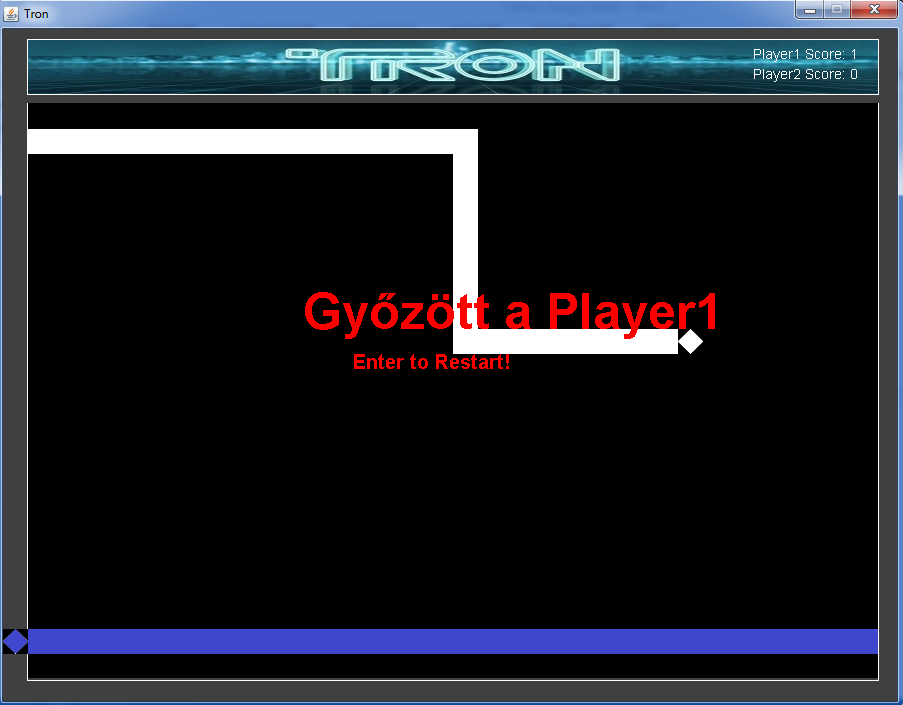 Tron
TRON
Player1 Score: 1
Player2 Score: 0
Győzött a Player1
Enter to Restart!